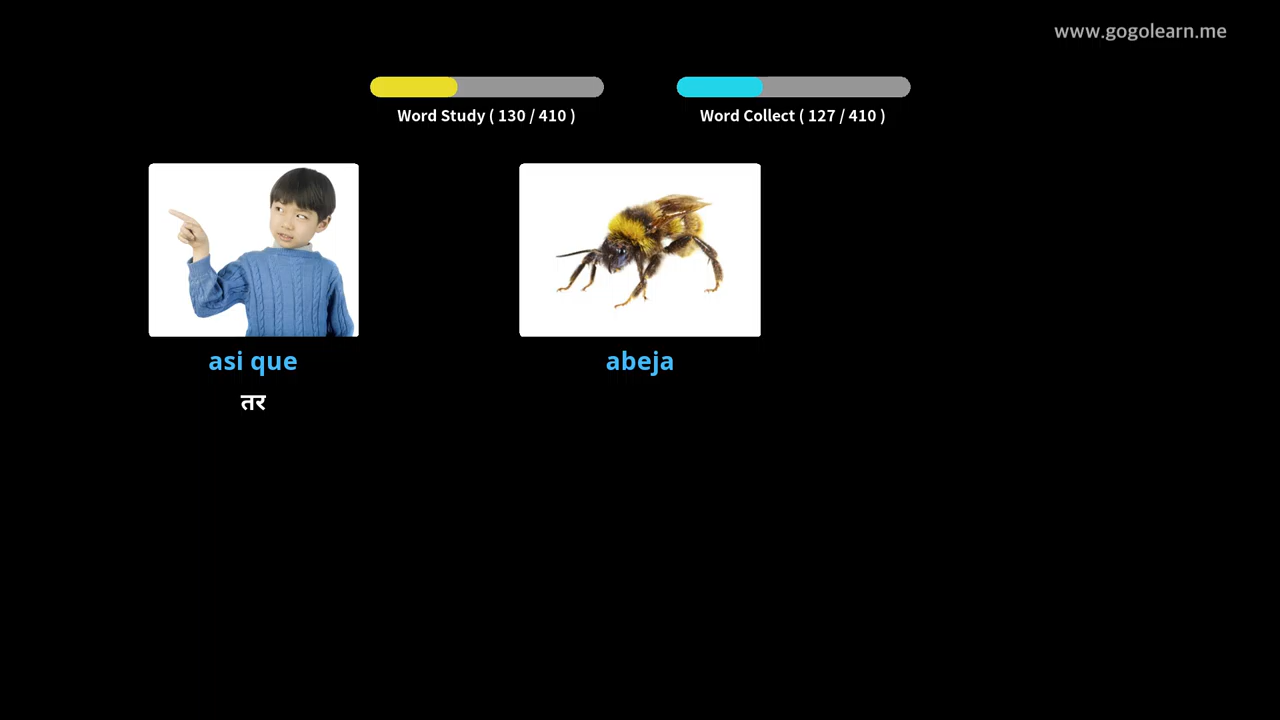 www.gogolearn.me
Word Study ( 130 / 410 )
Word Collect ( 127 / 410 )
asi que
abeja
तर